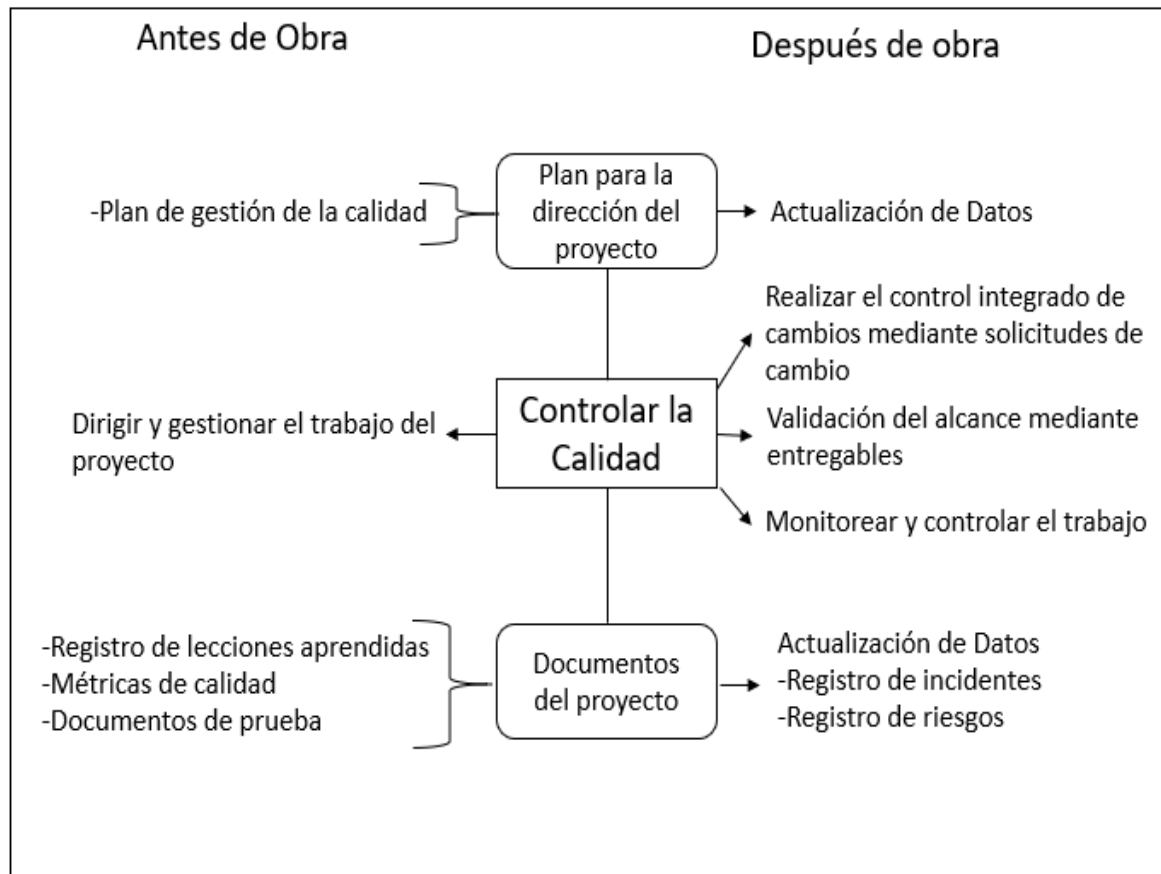 Antes de Obra
Después de obra
-Plan de gestión de la calidad
Plan para la
dirección del
proyecto
Actualización de Datos
Realizar el control integrado de
cambios mediante solicitudes de
cambio
Dirigir y gestionar el trabajo del
proyecto
Controlar la
Calidad
Validación del alcance mediante
entregables
Monitorear y controlar el trabajo
-Registro de lecciones aprendidas
-Métricas de calidad
-Documentos de prueba
Documentos
del proyecto
Actualización de Datos
-Registro de incidentes
-Registro de riesgos